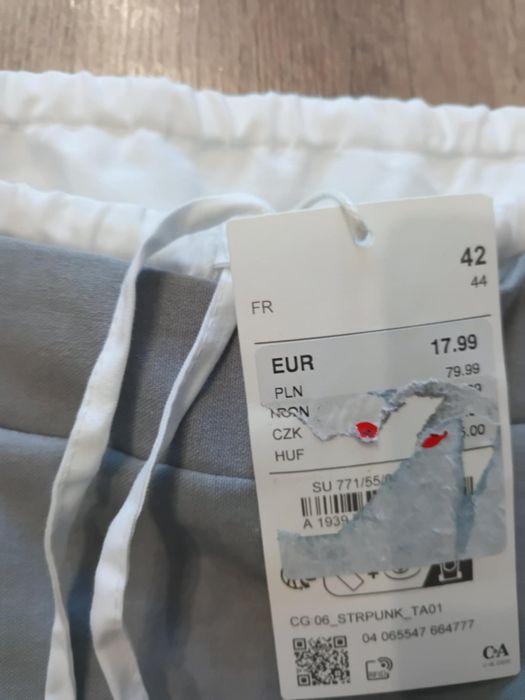 42
44
FR
EUR 17.99
PLN 79.99
CZK
HUF
SU 771/55/
A 1939
CG 06_STRPUNK_TA01
04 065547 664777
C&A